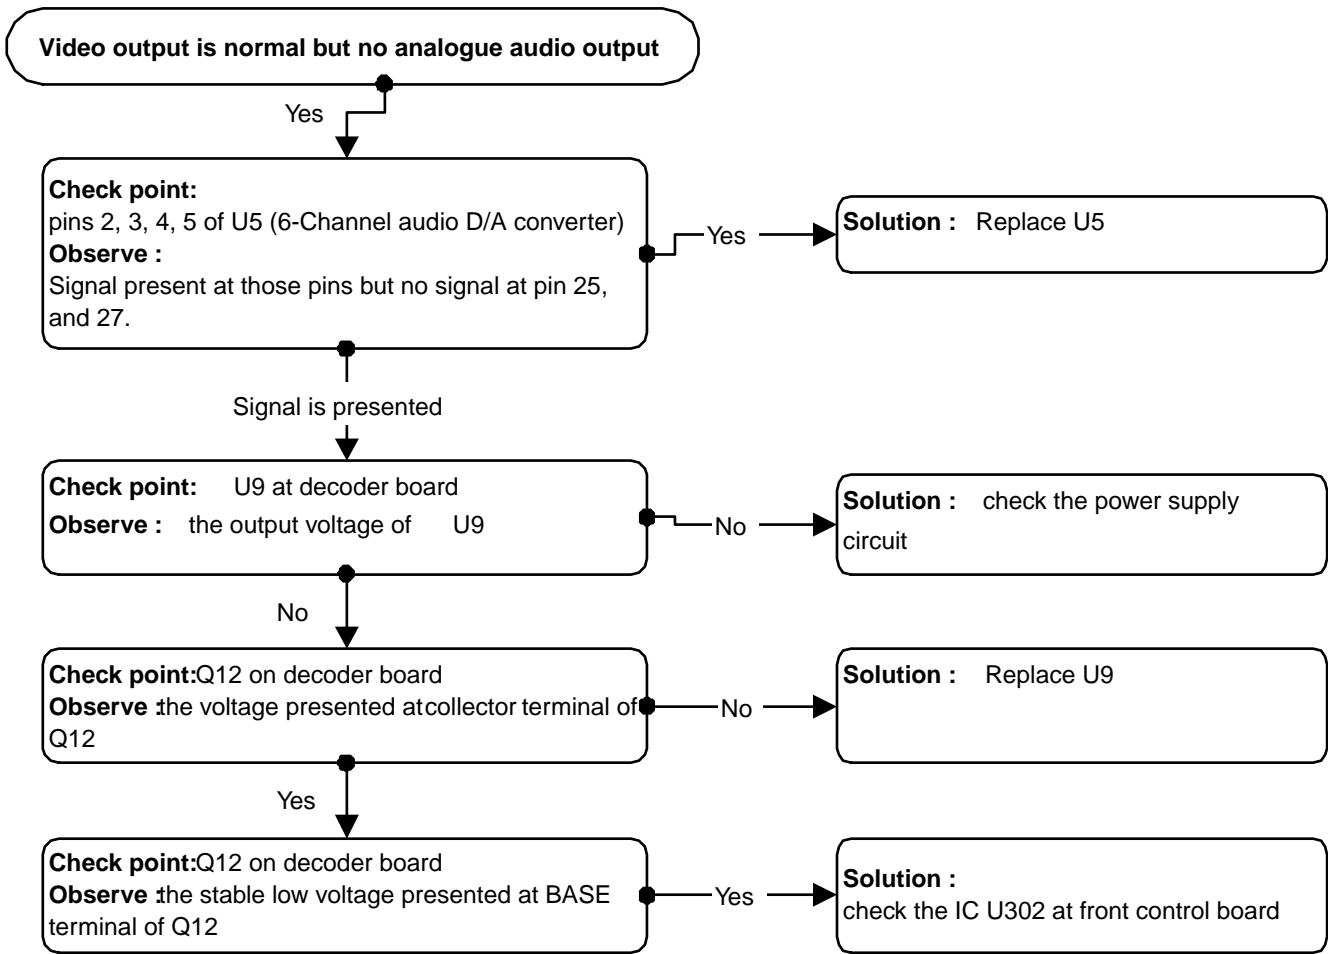 Video output is normal but no analogue audio output
Yes
Check point:
pins 2, 3, 4, 5 of U5 (6-Channel audio D/A converter)
Observe :
Signal present at those pins but no signal at pin 25,
and 27.
Yes
Solution : Replace U5
Signal is presented
Check point: U9 at decoder board
Observe : the output voltage of U9
No
Solution : check the power supply
circuit
No
Check point:Q12 on decoder board
Observe :the voltage presented at collector terminal of
Q12
No
Solution : Replace U9
Yes
Check point:Q12 on decoder board
Observe :the stable low voltage presented at BASE
terminal of Q12
Yes
Solution :
check the IC U302 at front control board